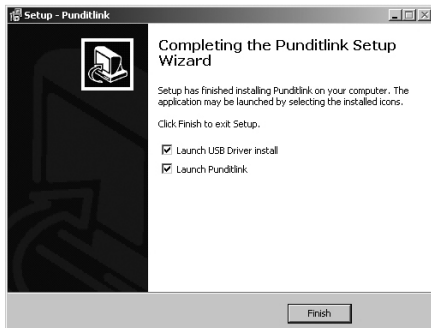 Setup - Punditlink
Completing the Punditlink Setup
Wizard
Setup has finished installing Punditlink on your computer. The
application may be launched by selecting the installed icons.
Click Finish to exit Setup.
Launch USB Driver install
Launch Punditlink
Finish